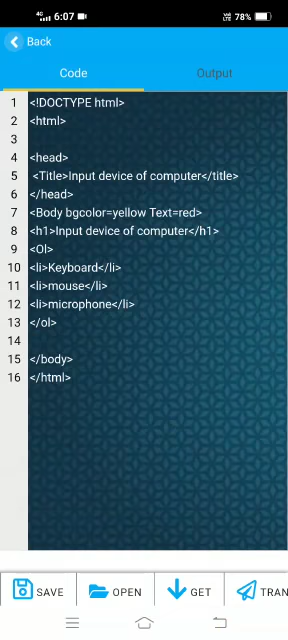 4G 6:07 78%
Back
Code Output
1 <!DOCTYPE html>
2 <html>
3
4 <head>
5 <Title>Input device of computer</title>
6 </head>
7 <Body bgcolor=yellow Text=red>
8 <h1>Input device of computer</h1>
9 <Ol>
10 <li>Keyboard</li>
11 <li>mouse</li>
12 <li>microphone</li>
13 </ol>
14
15 </body>
16 </html>
SAVE OPEN GET TRAN